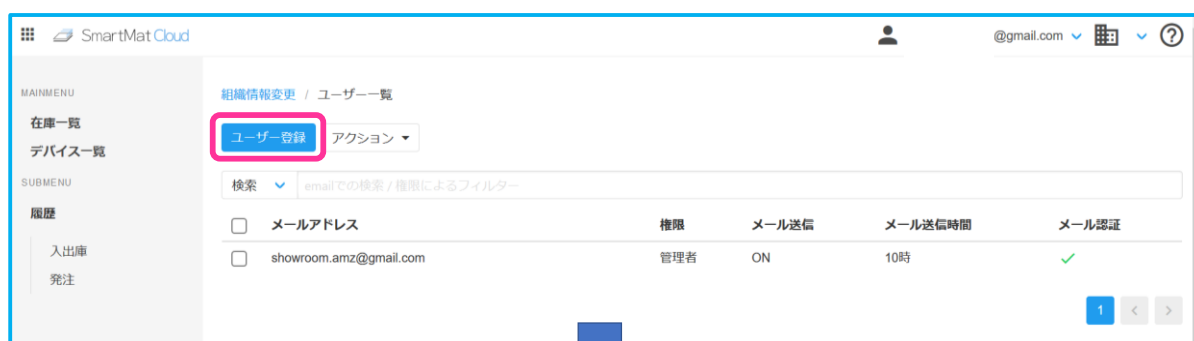 SmartMat Cloud
@gmail.com
MAINMENU
在庫一覧
デバイス一覧
SUBMENU
履歴
入出庫
発注
組織情報変更 / ユーザー一覧
ユーザー登録 アクション
検索 emailでの検索 / 権限によるフィルター
メールアドレス 権限 メール送信 メール送信時間 メール認証
showroom.amz@gmail.com 管理者 ON 10時
1 < >